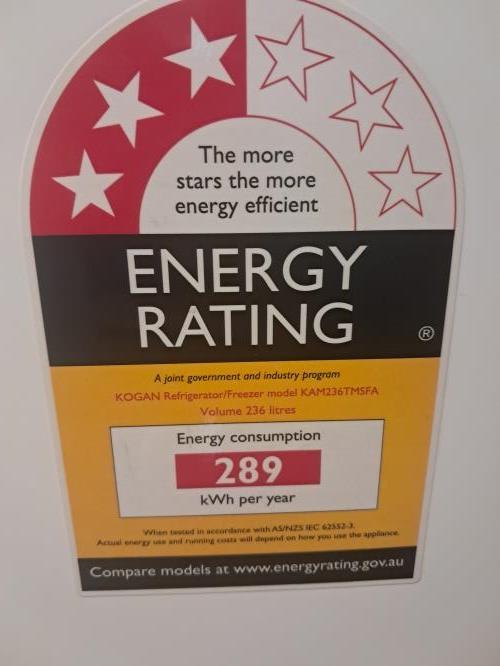 The more
stars the more
energy efficient
ENERGY
RATING ®
A joint government and industry program
KOGAN Refrigerator/Freezer model KAM236TMSFA
Volume 236 litres
Energy consumption
289
kWh per year
When tested in accordance with AS/NZS IEC 62552-3.
Actual energy use and running costs will depend on how you use the appliance.
Compare models at www.energyrating.gov.au